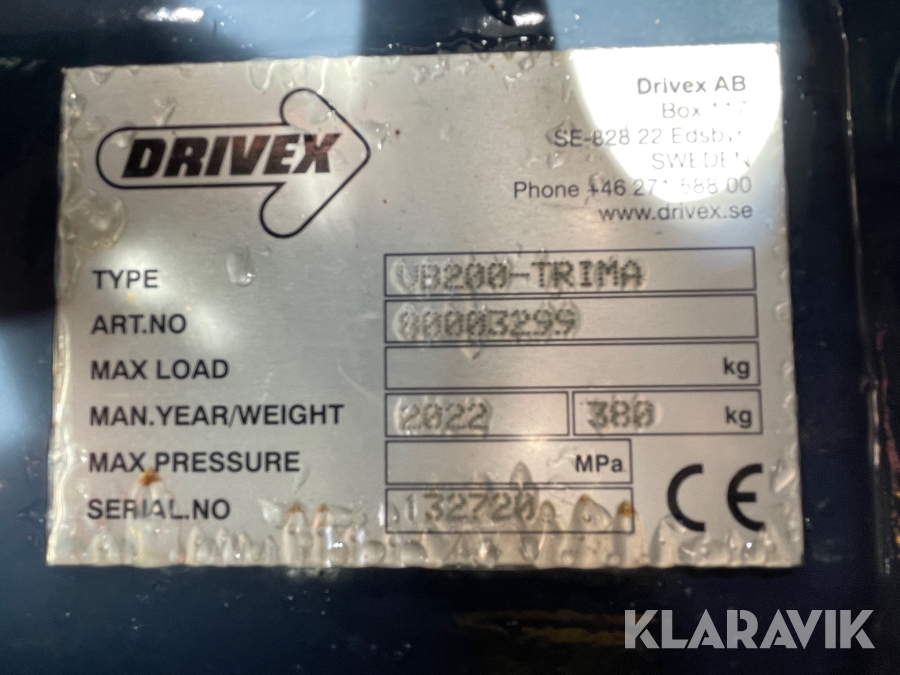 DRIVEX
Drivex AB
Box
SE-828 22 Edsbyn
SWEDEN
Phone +46 271 588 00
www.drivex.se
TYPE VB200-TRIMA
ART.NO 80003299
MAX LOAD kg
MAN.YEAR/WEIGHT 2022 380 kg
MAX PRESSURE MPa
SERIAL.NO 132720
CE
KLARAVIK